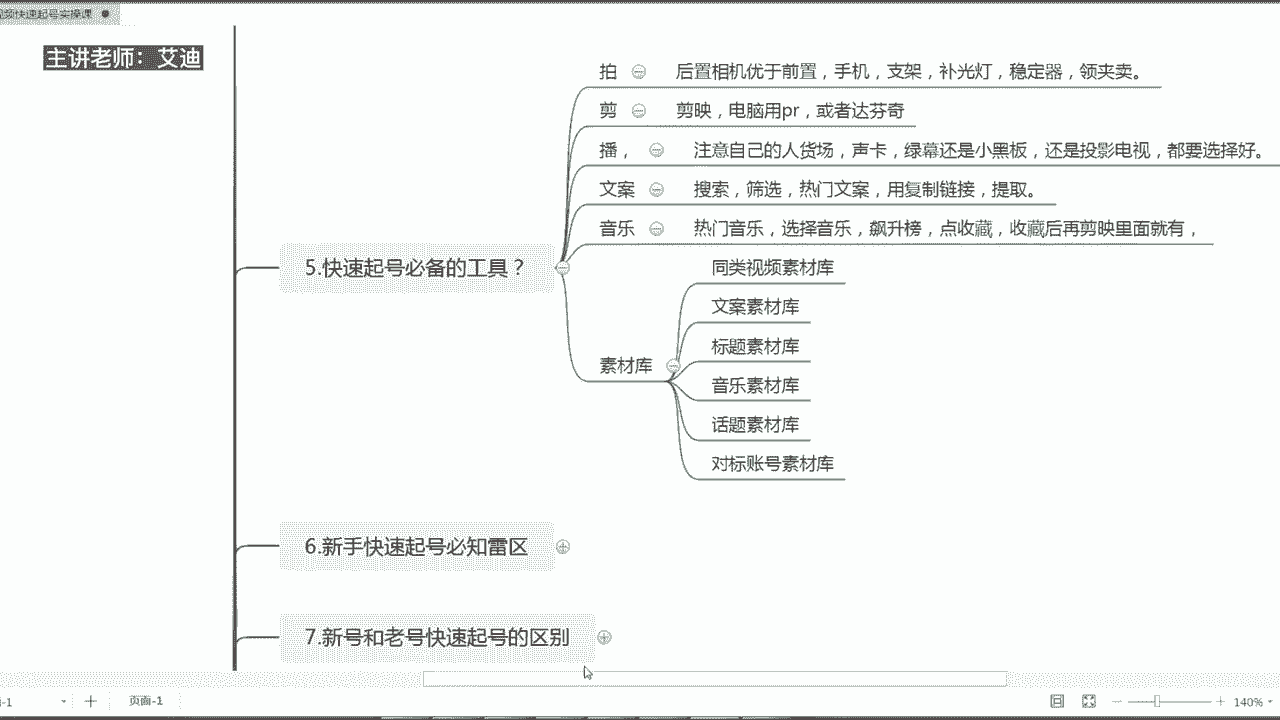 视频快速起号实操课
主讲老师：艾迪
5.快速起号必备的工具？
拍
后置相机优于前置，手机，支架，补光灯，稳定器，领夹卖。
剪
剪映，电脑用pr，或者达芬奇
播，
注意自己的人货场，声卡，绿幕还是小黑板，还是投影电视，都要选择好。
文案
搜索，筛选，热门文案，用复制链接，提取。
音乐
热门音乐，选择音乐，飙升榜，点收藏，收藏后再剪映里面就有，
素材库
同类视频素材库
文案素材库
标题素材库
音乐素材库
话题素材库
对标账号素材库
6.新手快速起号必知雷区
7.新号和老号快速起号的区别
-1
页面-1
140%